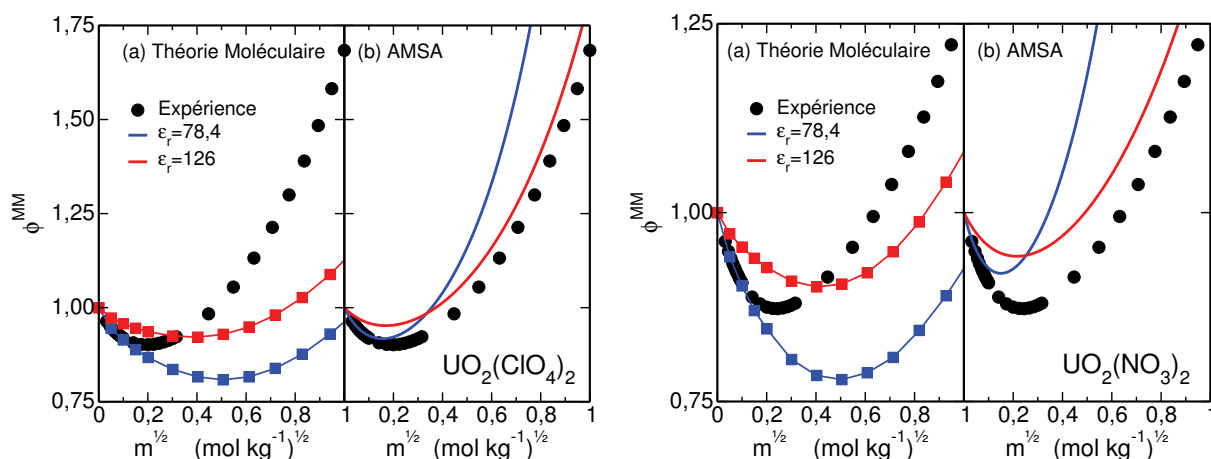 1,75
(a) Théorie Moléculaire
(b) AMSA
Expérience
εr=78,4
εr=126
1,50
1,25
ϕMM
1,00
0,75
UO2(ClO4)2
0 0,2 0,4 0,6 0,8 1 0,2 0,4 0,6 0,8 1
m½ (mol kg-1)½ m½ (mol kg-1)½
1,25
(a) Théorie Moléculaire
(b) AMSA
Expérience
εr=78,4
εr=126
ϕMM
1,00
0,75
UO2(NO3)2
0 0,2 0,4 0,6 0,8 1 0,2 0,4 0,6 0,8 1
m½ (mol kg-1)½ m½ (mol kg-1)½